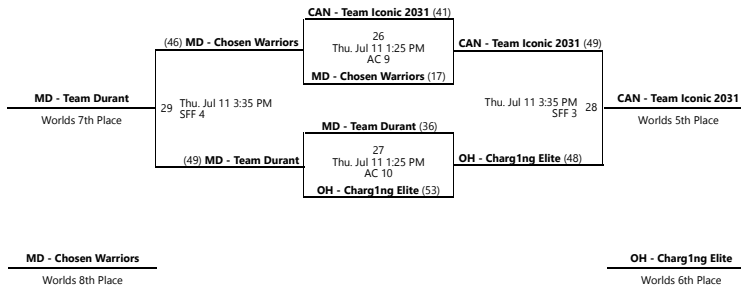 CAN - Team Iconic 2031 (41)
26
Thu. Jul 11 1:25 PM
AC 9
MD - Chosen Warriors (17)
(46) MD - Chosen Warriors
CAN - Team Iconic 2031 (49)
MD - Team Durant
Worlds 7th Place
29 Thu. Jul 11 3:35 PM
SFF 4
Thu. Jul 11 3:35 PM 28
SFF 3
CAN - Team Iconic 2031
Worlds 5th Place
MD - Team Durant (36)
27
Thu. Jul 11 1:25 PM
AC 10
OH - Charg1ng Elite (53)
(49) MD - Team Durant
OH - Charg1ng Elite (48)
MD - Chosen Warriors
Worlds 8th Place
OH - Charg1ng Elite
Worlds 6th Place